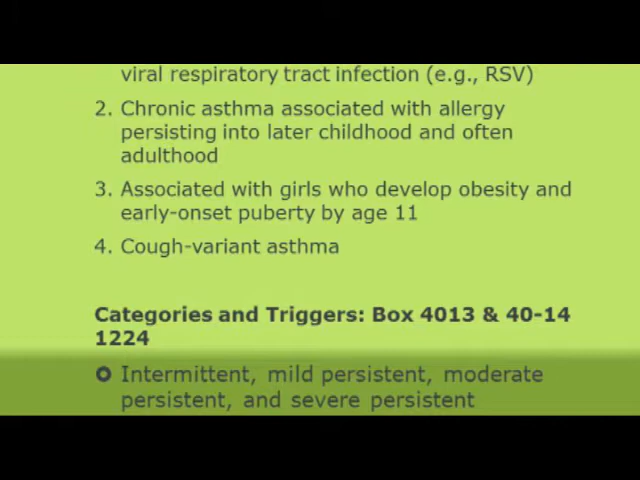 viral respiratory tract infection (e.g., RSV)
2. Chronic asthma associated with allergy
persisting into later childhood and often
adulthood
3. Associated with girls who develop obesity and
early-onset puberty by age 11
4. Cough-variant asthma
Categories and Triggers: Box 4013 & 40-14
1224
Intermittent, mild persistent, moderate
persistent, and severe persistent